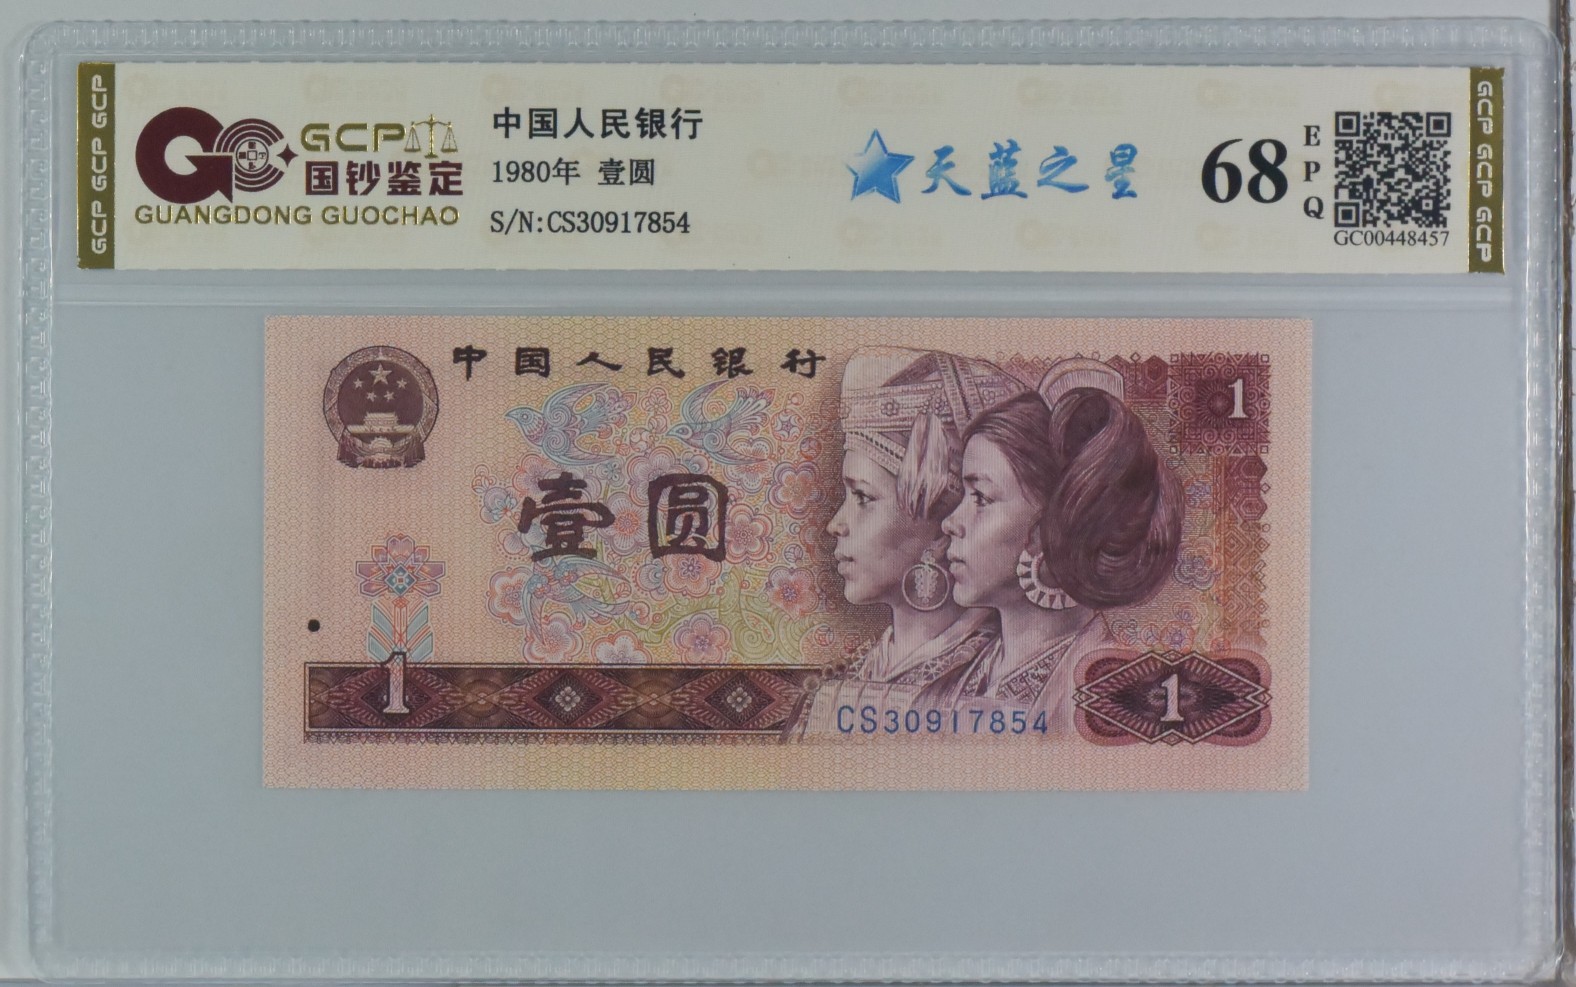 GCP GCP GCP
GCP
国钞鉴定
GUANGDONG GUOCHAO
中国人民银行
1980年 壹圆
S/N:CS30917854
天蓝之星
68
EPQ
GC00448457
GCP GCP GCP
中国人民银行
1
壹圆
1
CS30917854
1